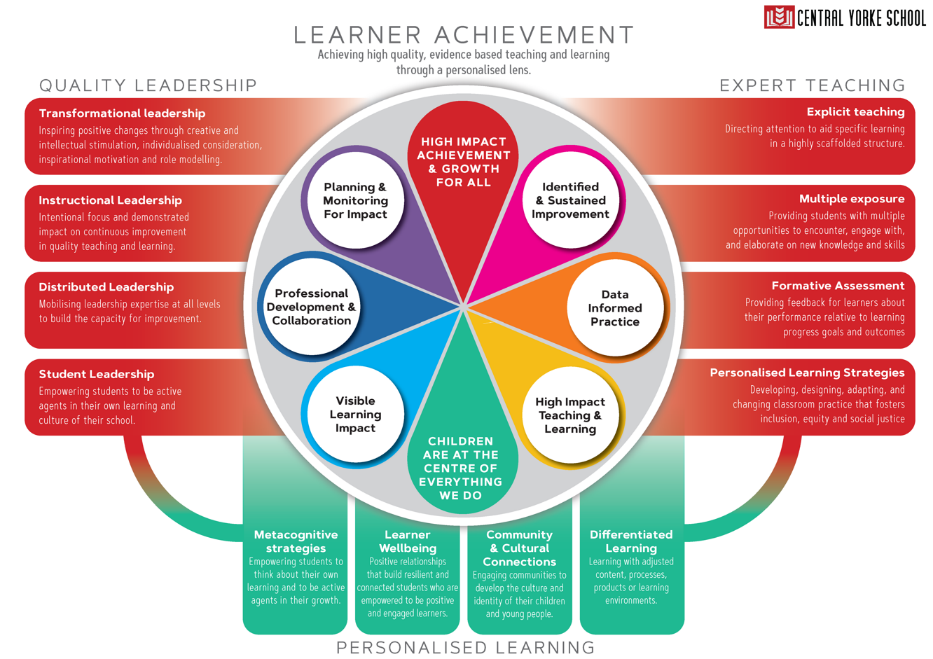 CENTRAL YORKE SCHOOL
LEARNER ACHIEVEMENT
Achieving high quality, evidence based teaching and learning
through a personalised lens.
QUALITY LEADERSHIP
Transformational leadership
Inspiring positive changes through creative and
intellectual stimulation, individualised consideration,
inspirational motivation and role modelling.
Instructional Leadership
Intentional focus and demonstrated
impact on continuous improvement
in quality teaching and learning.
Distributed Leadership
Mobilising leadership expertise at all levels
to build the capacity for improvement.
Student Leadership
Empowering students to be active
agents in their own learning and
culture of their school.
HIGH IMPACT
ACHIEVEMENT
& GROWTH
FOR ALL
Planning &
Monitoring
For Impact
Identified
& Sustained
Improvement
Professional
Development &
Collaboration
Data
Informed
Practice
Visible
Learning
Impact
High Impact
Teaching &
Learning
CHILDREN
ARE AT THE
CENTRE OF
EVERYTHING
WE DO
EXPERT TEACHING
Explicit teaching
Directing attention to aid specific learning
in a highly scaffolded structure.
Multiple exposure
Providing students with multiple
opportunities to encounter, engage with,
and elaborate on new knowledge and skills
Formative Assessment
Providing feedback for learners about
their performance relative to learning
progress goals and outcomes
Personalised Learning Strategies
Developing, designing, adapting, and
changing classroom practice that fosters
inclusion, equity and social justice
Metacognitive
strategies
Empowering students to
think about their own
learning and to be active
agents in their growth.
Learner
Wellbeing
Positive relationships
that build resilient and
connected students who are
empowered to be positive
and engaged learners.
Community
& Cultural
Connections
Engaging communities to
develop the culture and
identity of their children
and young people.
Differentiated
Learning
Learning with adjusted
content, processes,
products or learning
environments.
PERSONALISED LEARNING